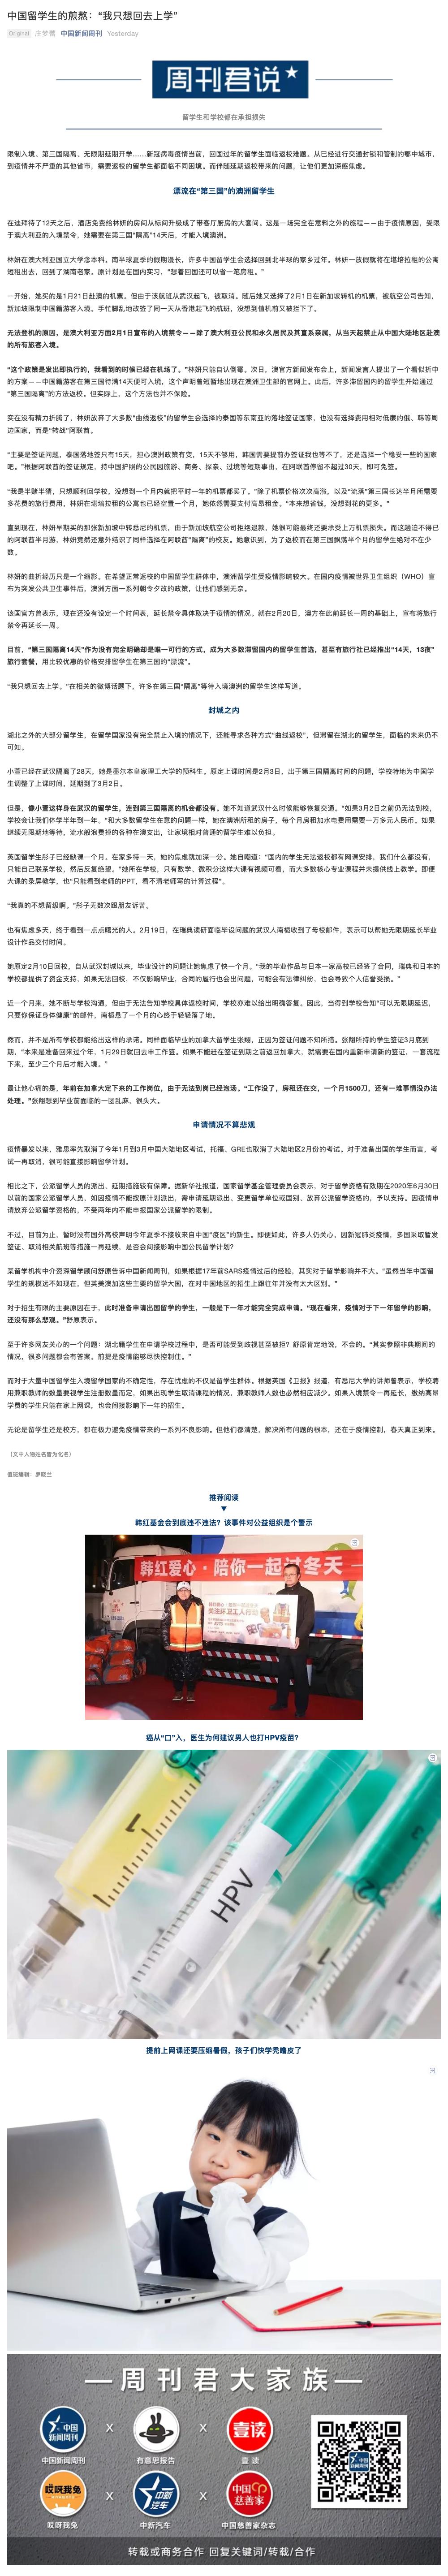 中国留学生的煎熬：“我只想回去上学”
Original 庄梦蕾 中国新闻周刊 Yesterday
周刊君说
留学生和学校都在承担损失
限制入境、第三国隔离、无限期延期开学……新冠病毒疫情当前，回国过年的留学生面临返校难题。从已经进行交通封锁和管制的鄂中城市，
到疫情并不严重的其他省市，需要返校的留学生都面临不同困境。而伴随延期返校带来的问题，让他们更加深感焦虑。
漂流在“第三国”的澳洲留学生
在迪拜待了12天之后，酒店免费给林妍的房间从标间升级成了带客厅厨房的大套间。这是一场完全在意料之外的旅程——由于疫情原因，受限
于澳大利亚的入境禁令，她需要在第三国“隔离”14天后，才能入境澳洲。
林妍在澳大利亚国立大学念本科。南半球夏季的假期漫长，许多中国留学生会选择回到北半球的家乡过年。林妍一放假就将在堪培拉租的公寓
短租出去，回到了湖南老家。原计划是在国内实习，“想着回国还可以省一笔房租。”
一开始，她买的是1月21日赴澳的机票。但由于该航班从武汉起飞，被取消。随后她又选择了2月1日在新加坡转机的机票，被航空公司告知，
新加坡限制中国籍游客入境。手忙脚乱地改签了同一天从香港起飞的航班，没想到价值机前又被拦下了。
无法登机的原因，是澳大利亚方面2月1日宣布的入境禁令——除了澳大利亚公民和永久居民及其直系亲属，从当天起禁止从中国大陆地区赴澳
的所有旅客入境。
“这个政策是发出即执行的，我看到的时候已经在机场了。”林妍只能自认倒霉。次日，澳官方新闻发布会上，新闻发言人提出了一个看似折中
的方案——中国籍游客在第三国待满14天便可入境，这个声明曾短暂地出现在澳洲卫生部的官网上。此后，许多滞留国内的留学生开始通过
“第三国隔离”的方法返校。但实际上，这个方法也并不保险。
实在没有精力折腾了，林妍放弃了大多数“曲线返校”的留学生会选择的泰国等东南亚的落地签证国家，也没有选择费用相对低廉的俄、韩等周
边国家，而是“转战”阿联酋。
“主要是签证问题，泰国落地签只有15天，担心澳洲政策有变，15天不够用，韩国需要提前办签证我也等不了，还是选择一个稳妥一些的国家
吧。”根据阿联酋的签证规定，持中国护照的公民因旅游、商务、探亲、过境等短期事由，在阿联酋停留不超过30天，即可免签。
“我是半赌半猜，只想顺利回学校，没想到一个月内就把平时一年的机票都买了。”除了机票价格次次高涨，以及“流落”第三国长达半月所需要
多花费的旅行费用，林妍在堪培拉租的公寓也已经空置一个月，她依然需要支付高昂租金。“本来想省钱，没想到花的更多。”
直到现在，林妍早期买的那张新加坡中转悉尼的机票，由于新加坡航空公司拒绝退款，她很可能最终还要承受上万机票损失。而这趟迫不得已
的阿联酋半月游，林妍竟然还意外结识了同样选择在阿联酋“隔离”的校友。她意识到，为了返校而在第三国飘荡半个月的留学生绝对不在少
数。
林妍的曲折经历只是一个缩影。在希望正常返校的中国留学生群体中，澳洲留学生受疫情影响较大。在国内疫情被世界卫生组织（WHO）宣
布为突发公共卫生事件后，澳洲方面一系列朝令夕改的政策，让他们感到无奈。
该国官方曾表示，现在还没有设定一个时间表，延长禁令具体取决于疫情的情况。就在2月20日，澳方在此前延长一周的基础上，宣布将旅行
禁令再延长一周。
目前，“第三国隔离14天”作为没有完全明确却是唯一可行的方式，成为大多数滞留国内的留学生首选，甚至有旅行社已经推出“14天，13夜”
旅行套餐，用比较优惠的价格安排留学生在第三国的“漂流”。
“我只想回去上学。”在相关的微博话题下，许多在第三国“隔离”等待入境澳洲的留学生这样写道。
封城之内
湖北之外的大部分留学生，在留学国家没有完全禁止入境的情况下，还能寻求各种方式“曲线返校”，但滞留在湖北的留学生，面临的未来仍不
可知。
小萱已经在武汉隔离了28天，她是墨尔本皇家理工大学的预科生。原定上课时间是2月3日，出于第三国隔离时间的问题，学校特地为中国学
生调整了上课时间，延期到了3月2日。
但是，像小萱这样身在武汉的留学生，连到第三国隔离的机会都没有。她不知道武汉什么时候能够恢复交通。“如果3月2日之前仍无法到校，
学校会让我们休学半年到一年。”和大多数留学生在意的问题一样，她在澳洲所租的房子，每个月房租加水电费用需要一万多元人民币。如果
继续无限期地等待，流水般浪费掉的各种在澳支出，让家境相对普通的留学生难以负担。
英国留学生彤子已经缺课一个月。在家多待一天，她的焦虑就加深一分。她自嘲道：“国内的学生无法返校都有网课安排，我们什么都没有，
只能自己联系学校，然后反复绝望。”她所在学校，只有数学、微积分这样大课有视频可看，而大多数核心专业课程并未提供线上教学。即便
大课的录屏教学，也“只能看到老师的PPT，看不清老师写的计算过程”。
“我真的不想留级啊。”彤子无数次跟朋友诉苦。
也有焦虑多天，终于看到一点点曙光的人。2月19日，在瑞典读研面临毕设问题的武汉人南栀收到了母校邮件，表示可以帮她无限期延长毕业
设计作品交付时间。
她原定2月10日回校，自从武汉封城以来，毕业设计的问题让她焦虑了快一个月。“我的毕业作品与日本一家高校已经签了合同，瑞典和日本的
学校都提供了资金支持，如果无法回校，不仅影响毕业，合同的履行也会出问题，可能会有法律纠纷，也会导致个人信誉受损。”
近一个月来，她不断与学校沟通，但由于无法告知学校具体返校时间，学校亦难以给出明确答复。因此，当得到学校告知“可以无限期延迟，
只要你保证身体健康”的邮件，南栀悬了一个月的心终于轻轻落了地。
然而，并不是所有学校都能给出这样的承诺。同样面临毕业的加拿大留学生张翔，正因为签证问题不知所措。张翔所持的学生签证3月底到
期，“本来是准备回来过个年，1月29日就回去申工作签。如果不能赶在签证到期之前返回加拿大，就需要在国内重新申请新的签证，一套流程
下来，至少三个月后才能入境。”
最让他心痛的是，年前在加拿大定下来的工作岗位，由于无法到岗已经泡汤。“工作没了，房租还在交，一个月1500刀，还有一堆事情没办法
处理。”张翔想到毕业前面临的一团乱麻，很头大。
申请情况不算悲观
疫情暴发以来，雅思率先取消了今年1月到3月中国大陆地区考试，托福、GRE也取消了大陆地区2月份的考试。对于准备出国的学生而言，考
试一再取消，很可能直接影响留学计划。
相比之下，公派留学人员的派出、延期措施较有保障。据新华社报道，国家留学基金管理委员会表示，对于留学资格有效期在2020年6月30日
以前的国家公派留学人员，如因疫情不能按原计划派出，需申请延期派出、变更留学单位或国别、放弃公派留学资格的，予以支持。因疫情申
请放弃公派留学资格的，不受两年内不能申报国家公派留学的限制。
不过，目前为止，暂时没有国外高校声明今年夏季不接收来自中国“疫区”的新生。即便如此，许多人仍关心，因新冠肺炎疫情，多国采取暂发
签证、取消相关航班等措施一再延续，是否会间接影响中国公民留学计划？
某留学机构中介资深留学顾问舒原告诉中国新闻周刊，如果根据17年前SARS疫情过后的经验，其实对于留学影响并不大。“虽然当年中国留学
生的规模远不如现在，但英美澳加这些主要的留学大国，在对中国地区的招生上跟往年并没有太大区别。”
对于招生有限的主要原因在于，此时准备申请出国留学的学生，一般是下一年才能完全完成申请。“现在看来，疫情对于下一年留学的影响，
还没有那么悲观。”舒原表示。
至于许多网友关心的一个问题：湖北籍学生在申请学校过程中，是否可能受到歧视甚至被拒？舒原肯定地说，不会的。“其实参照非典期间的
情况，很多问题都会有答案。前提是疫情能够尽快控制住。”
而对于大量中国留学生入境留学国家的不确定性，存在忧虑的不仅是留学生群体。根据英国《卫报》报道，有悉尼大学的讲师曾表示，学校聘
用兼职教师的数量要视学生注册数量而定，如果出现学生取消课程的情况，兼职教师人数也必然相应减少。如果入境禁令一再延长，缴纳高昂
学费的学生只能在家上网课，也会间接影响下一年的招生。
无论是留学生还是校方，都在极力避免疫情带来的一系列不良影响。但他们都清楚，解决所有问题的根本，还在于疫情控制，春天真正到来。
（文中人物姓名皆为化名）
值班编辑：罗晓兰
推荐阅读
▼
韩红基金会到底违不违法？该事件对公益组织是个警示
韩红爱心·陪你一起过冬天
关注环卫工人行动
癌从“口”入，医生为何建议男人也打HPV疫苗？
HPV
提前上网课还要压缩暑假，孩子们快学秃噜皮了
—周刊君大家族—
中国新闻周刊 X 有意思报告 X 壹读
哎呀我兔 X 中新汽车 X 中国慈善家杂志
转载或商务合作 回复关键词/转载/合作